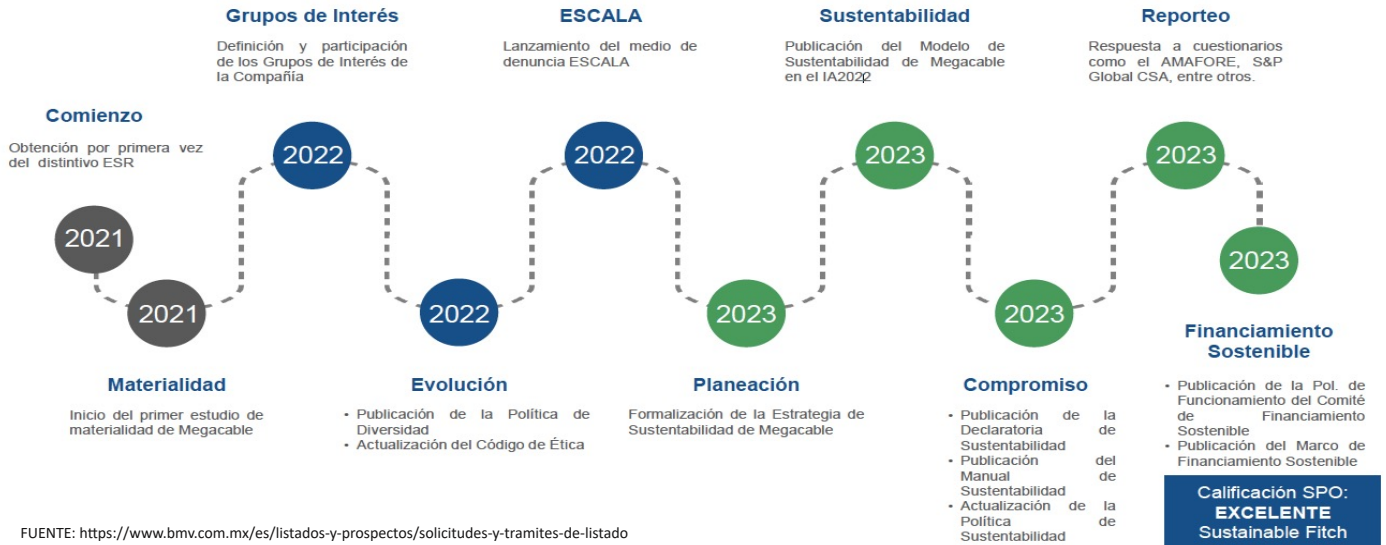 Comienzo
Obtención por primera vez
del distintivo ESR
2021
2021
Materialidad
Inicio del primer estudio de
materialidad de Megacable
Grupos de Interés
Definición y participación
de los Grupos de Interés de
la Compañía
2022
2022
Evolución
• Publicación de la Política de
Diversidad
• Actualización del Código de Ética
ESCALA
Lanzamiento del medio de
denuncia ESCALA
2022
2023
Planeación
Formalización de la Estrategia de
Sustentabilidad de Megacable
Sustentabilidad
Publicación del Modelo de
Sustentabilidad de Megacable
en el IA2022
2023
2023
Compromiso
• Publicación de la
Declaratoria de
Sustentabilidad
• Publicación del
Manual de
Sustentabilidad
• Actualización de la
Política de
Sustentabilidad
Reporteo
Respuesta a cuestionarios
como el AMAFORE, S&P
Global CSA, entre otros.
2023
2023
Financiamiento
Sostenible
• Publicación de la Pol. de
Funcionamiento del Comité
de Financiamiento
Sostenible
• Publicación del Marco de
Financiamiento Sostenible
Calificación SPO:
EXCELENTE
Sustainable Fitch
FUENTE: https://www.bmv.com.mx/es/listados-y-prospectos/solicitudes-y-tramites-de-listado